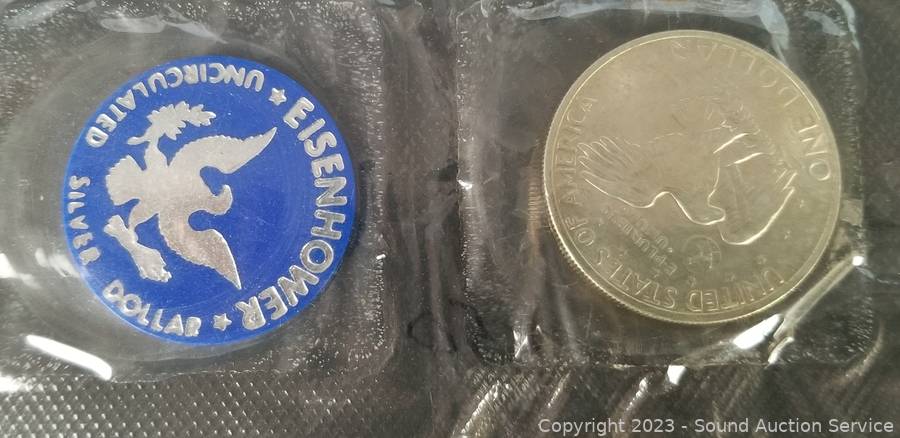 ★ EISENHOWER ★
UNCIRCULATED SILVER DOLLAR
UNITED STATES OF AMERICA
E PLURIBUS
UNUM
ONE DOLLAR
Copyright 2023 - Sound Auction Service